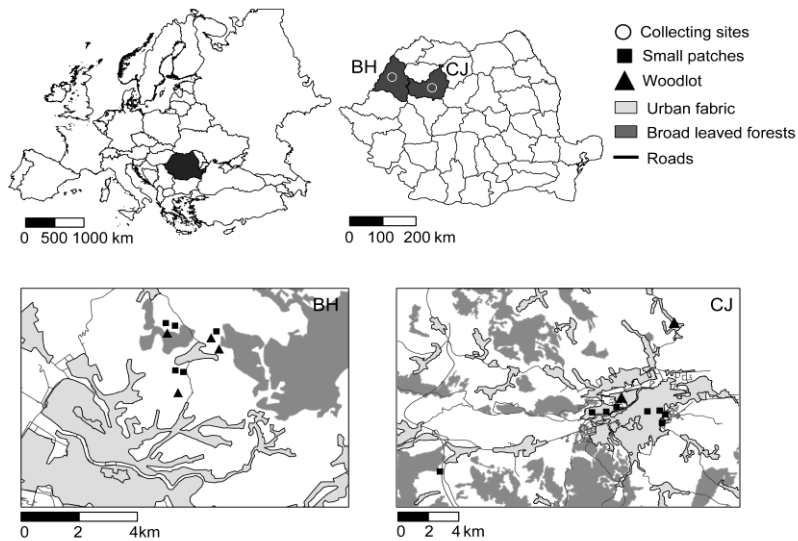 BH
CJ
Collecting sites
Small patches
Woodlot
Urban fabric
Broad leaved forests
Roads
0 500 1000 km
0 100 200 km
BH
CJ
0 2 4km
0 2 4 km